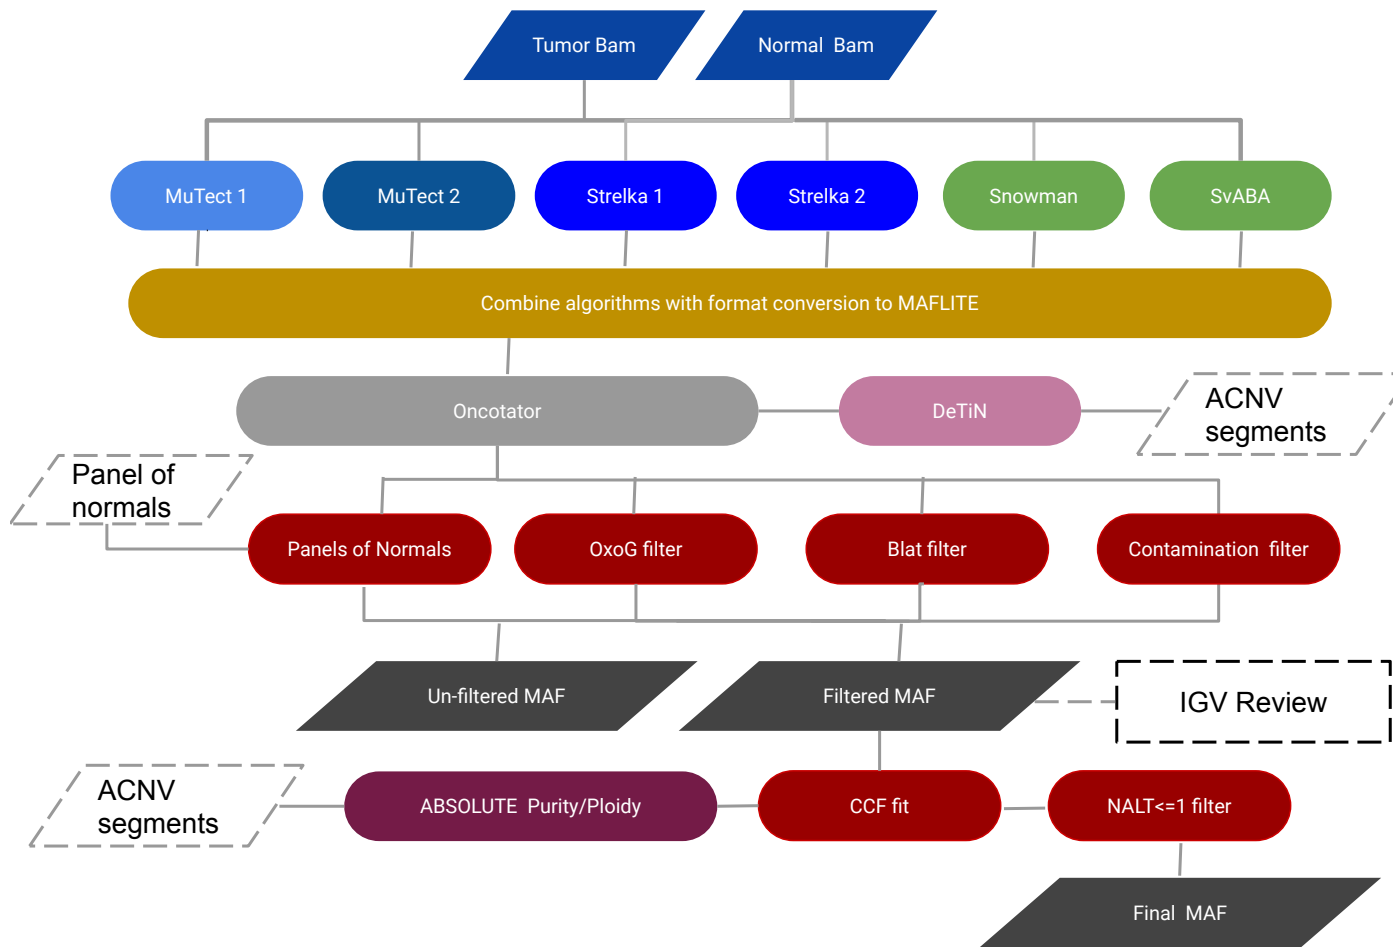 Tumor Bam
Normal Bam
MuTect 1
MuTect 2
Strelka 1
Strelka 2
Snowman
SvABA
Combine algorithms with format conversion to MAFLITE
Oncotator
DeTiN
ACNV
segments
Panel of
normals
Panels of Normals
OxoG filter
Blat filter
Contamination filter
Un-filtered MAF
Filtered MAF
IGV Review
ACNV
segments
ABSOLUTE Purity/Ploidy
CCF fit
NALT<=1 filter
Final MAF